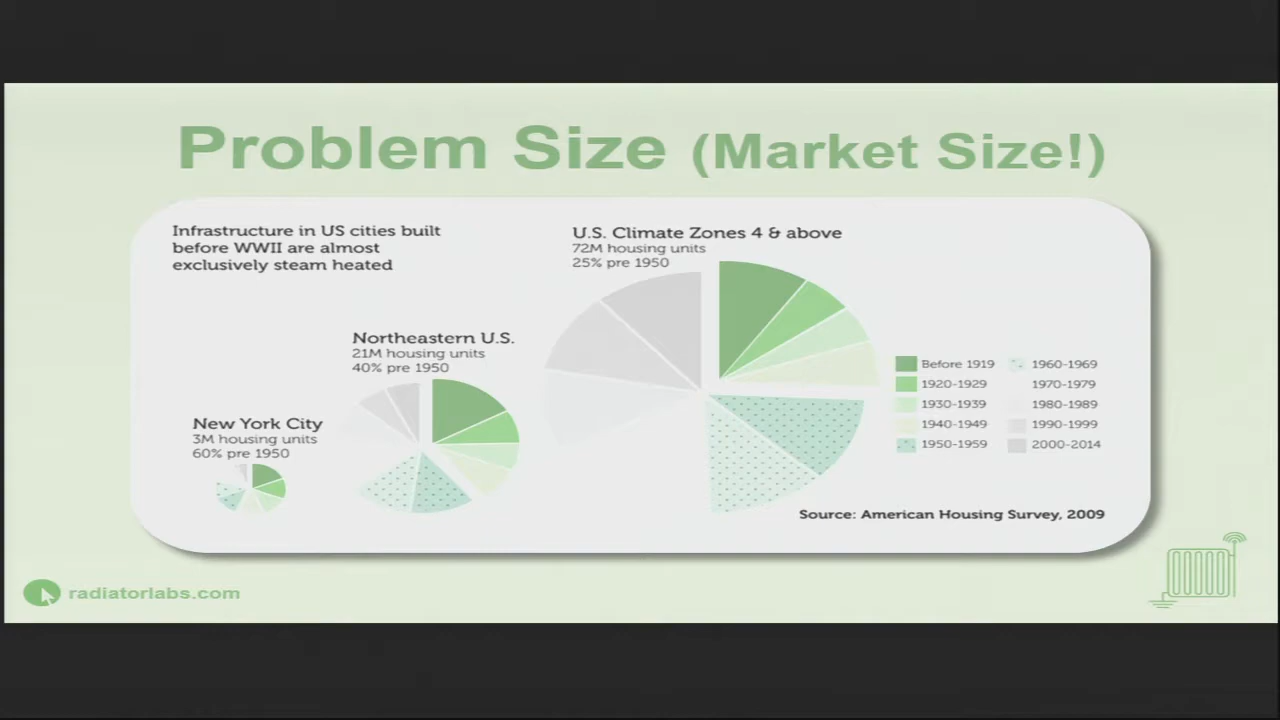 Problem Size (Market Size!)
Infrastructure in US cities built
before WWII are almost
exclusively steam heated
U.S. Climate Zones 4 & above
72M housing units
25% pre 1950
Northeastern U.S.
21M housing units
40% pre 1950
New York City
3M housing units
60% pre 1950
Before 1919
1920-1929
1930-1939
1940-1949
1950-1959
1960-1969
1970-1979
1980-1989
1990-1999
2000-2014
Source: American Housing Survey, 2009
radiatorlabs.com